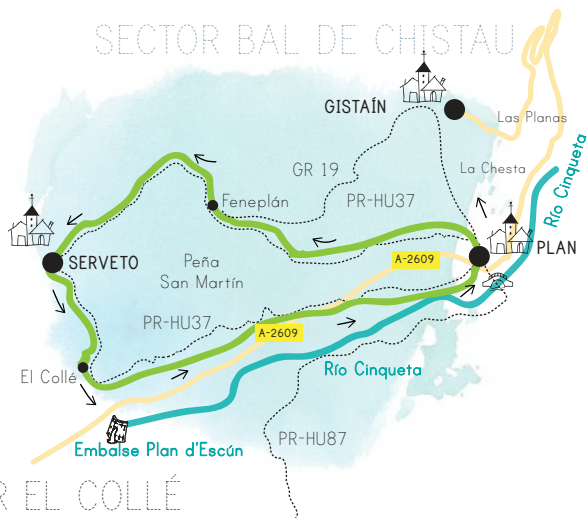 SECTOR BAL DE CHISTAU
GISTAÍN
Las Planas
GR 19
La Chesta
Río Cinqueta
Feneplán
PR-HU37
PLAN
SERVETO
Peña
San Martín
A-2609
PR-HU37
A-2609
El Collé
Río Cinqueta
Embalse Plan d'Escún
PR-HU87
R EL COLLÉ